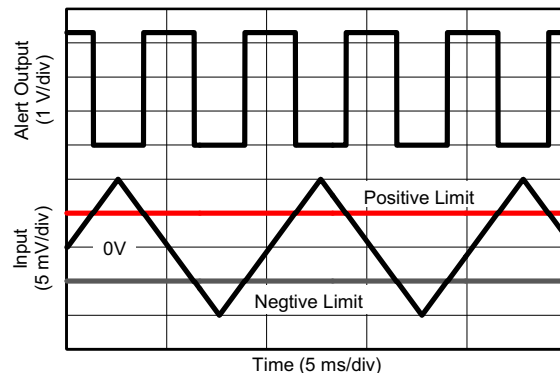 Alert Output
(1 V/div)
Positive Limit
Input
(5 mV/div)
0V
Negtive Limit
Time (5 ms/div)